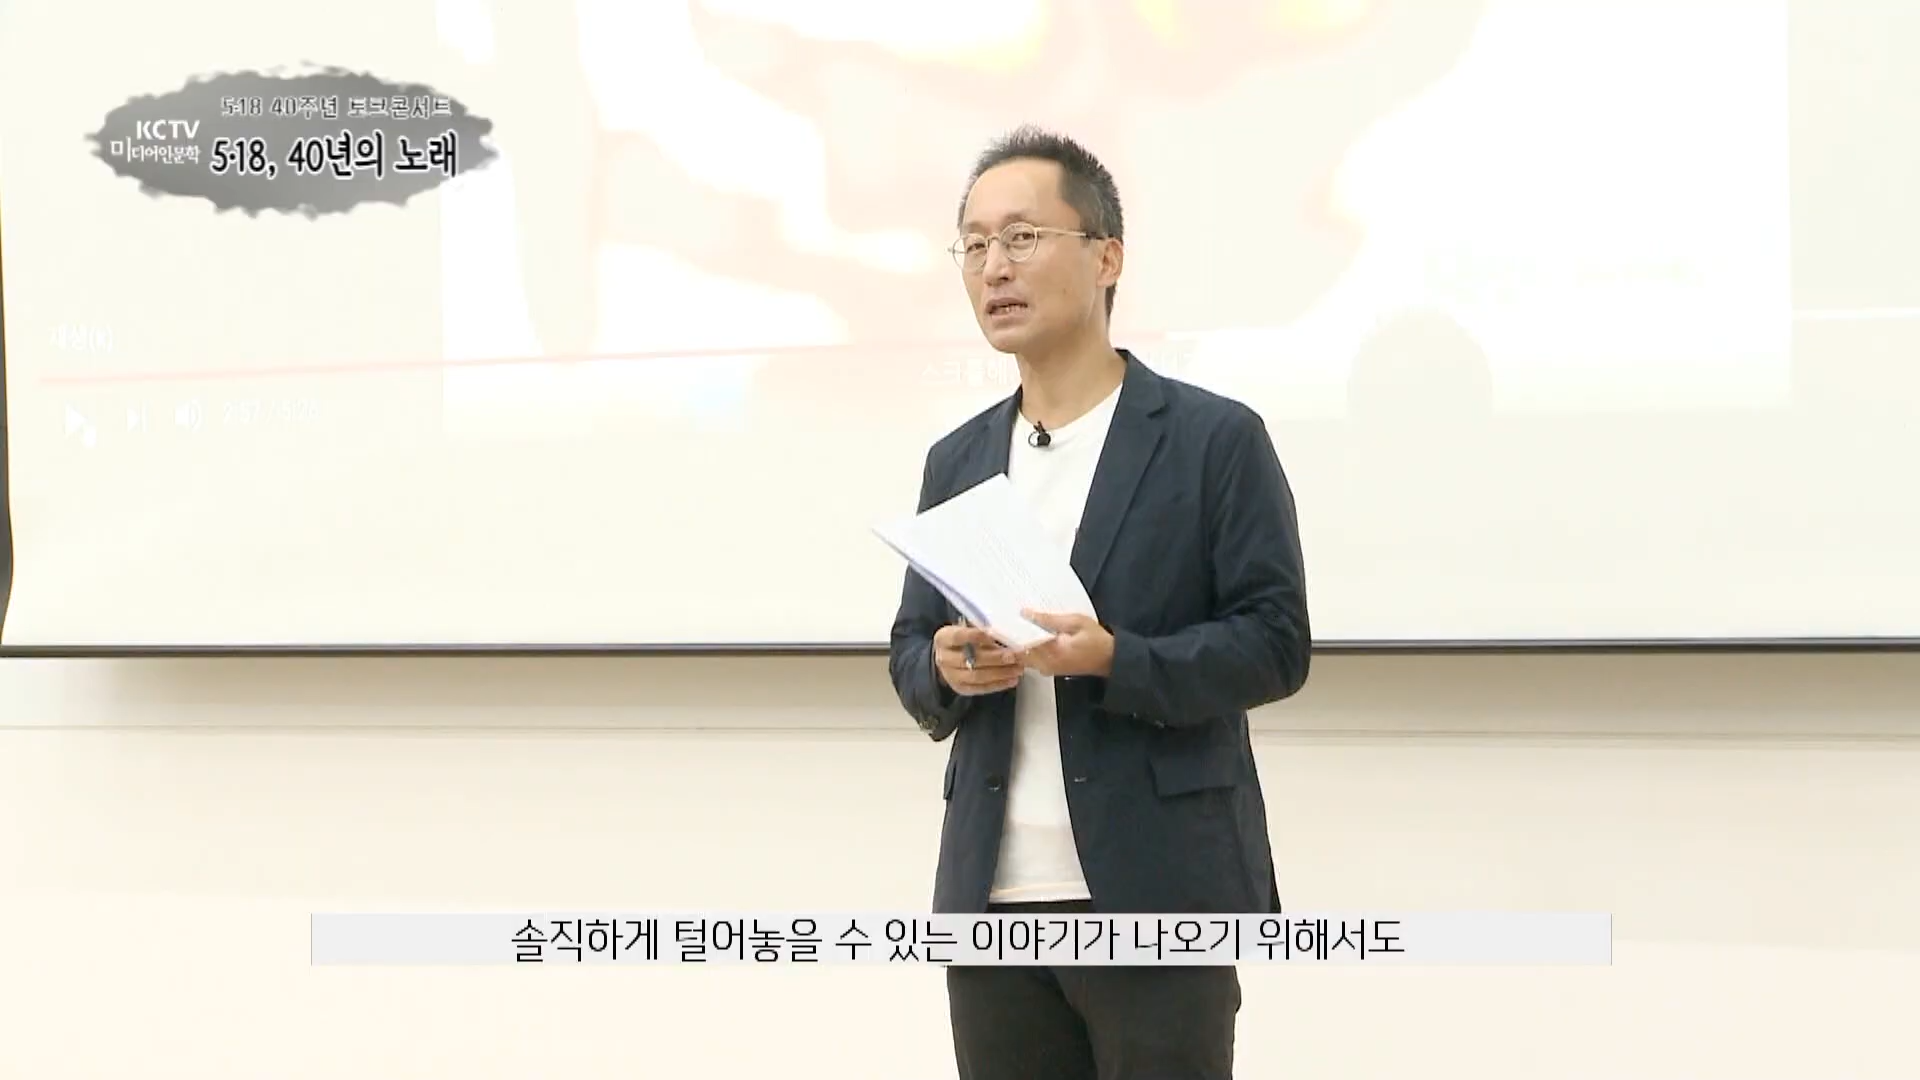 5·18 40주년 토크콘서트
KCTV
미디어인문학
5·18, 40년의 노래
재생(k)
솔직하게 털어놓을 수 있는 이야기가 나오기 위해서도